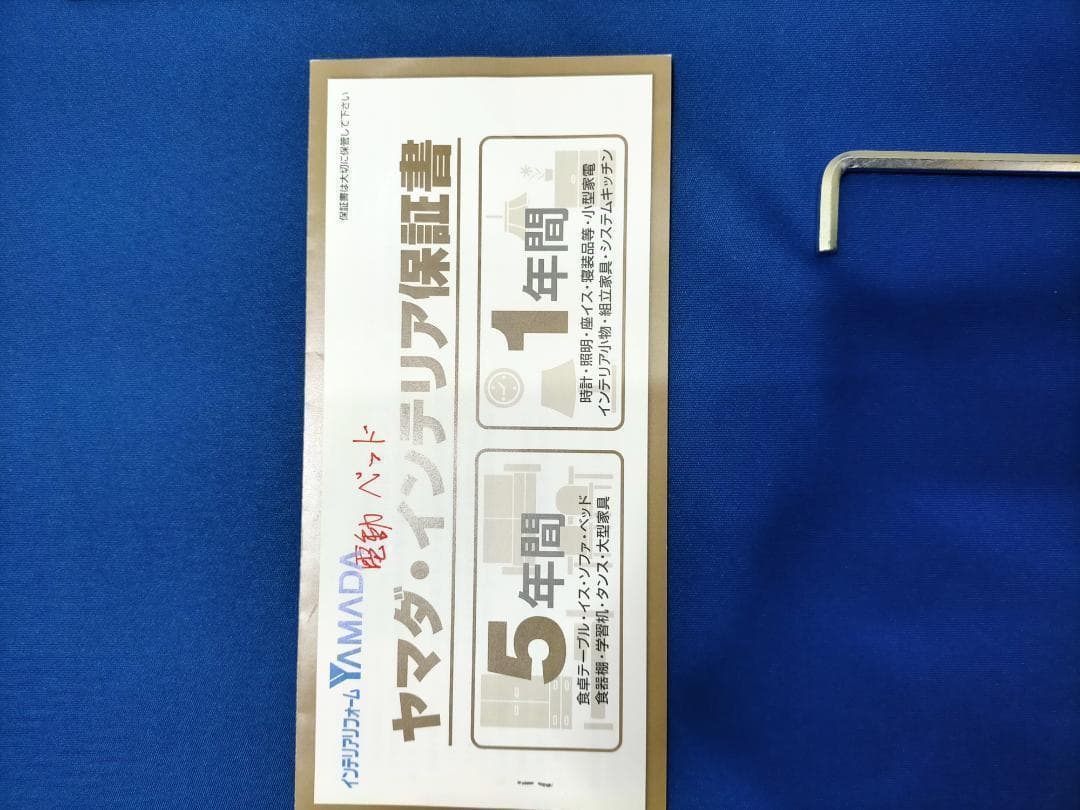 保証書は大切に保管して下さい
インテリアリフォーム YAMADA
電動 ベッド
ヤマダ・インテリア保証書
5年間
食卓テーブル・イス・ソファ・ベッド
食器棚・学習机・タンス・大型家具
1年間
時計・照明・座イス・寝装品等・小型家電
インテリア小物・組立家具・システムキッチン